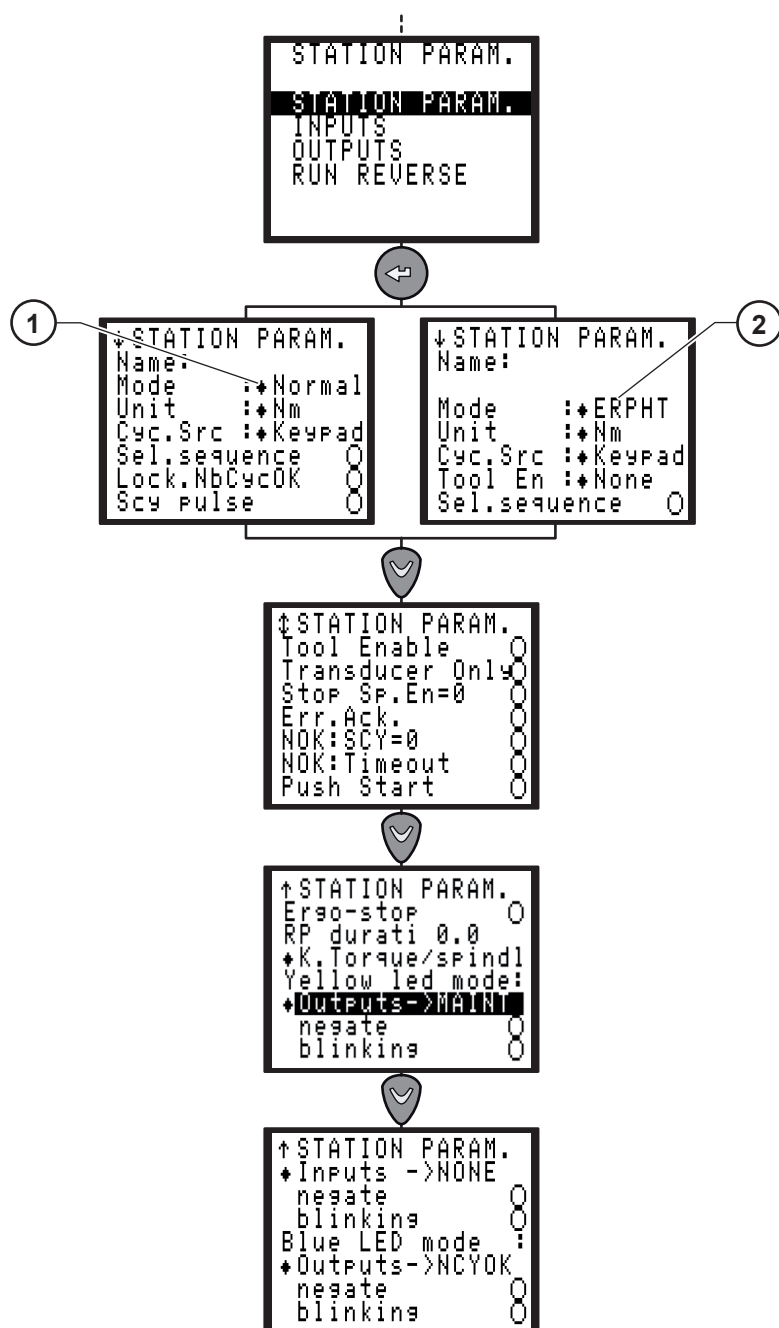 STATION PARAM.
STATION PARAM.
INPUTS
OUTPUTS
RUN REVERSE
1
↓STATION PARAM.
Name:
Mode :♦Normal
Unit :♦Nm
Cyc.Src :♦Keypad
Sel.sequence
Lock.NbCycOK
Scy pulse
2
↓STATION PARAM.
Name:
Mode :♦ERPHT
Unit :♦Nm
Cyc.Src :♦Keypad
Tool En :♦None
Sel.sequence
↕STATION PARAM.
Tool Enable
Transducer Only
Stop Sp.En=0
Err.Ack.
NOK:SCY=0
NOK:Timeout
Push Start
↑STATION PARAM.
Ergo-stop
RP durati 0.0
♦K.Torque/spindl
Yellow led mode:
♦Outputs->MAINT
negate
blinking
↑STATION PARAM.
♦Inputs ->NONE
negate
blinking
Blue LED mode :
♦Outputs->NCYOK
negate
blinking